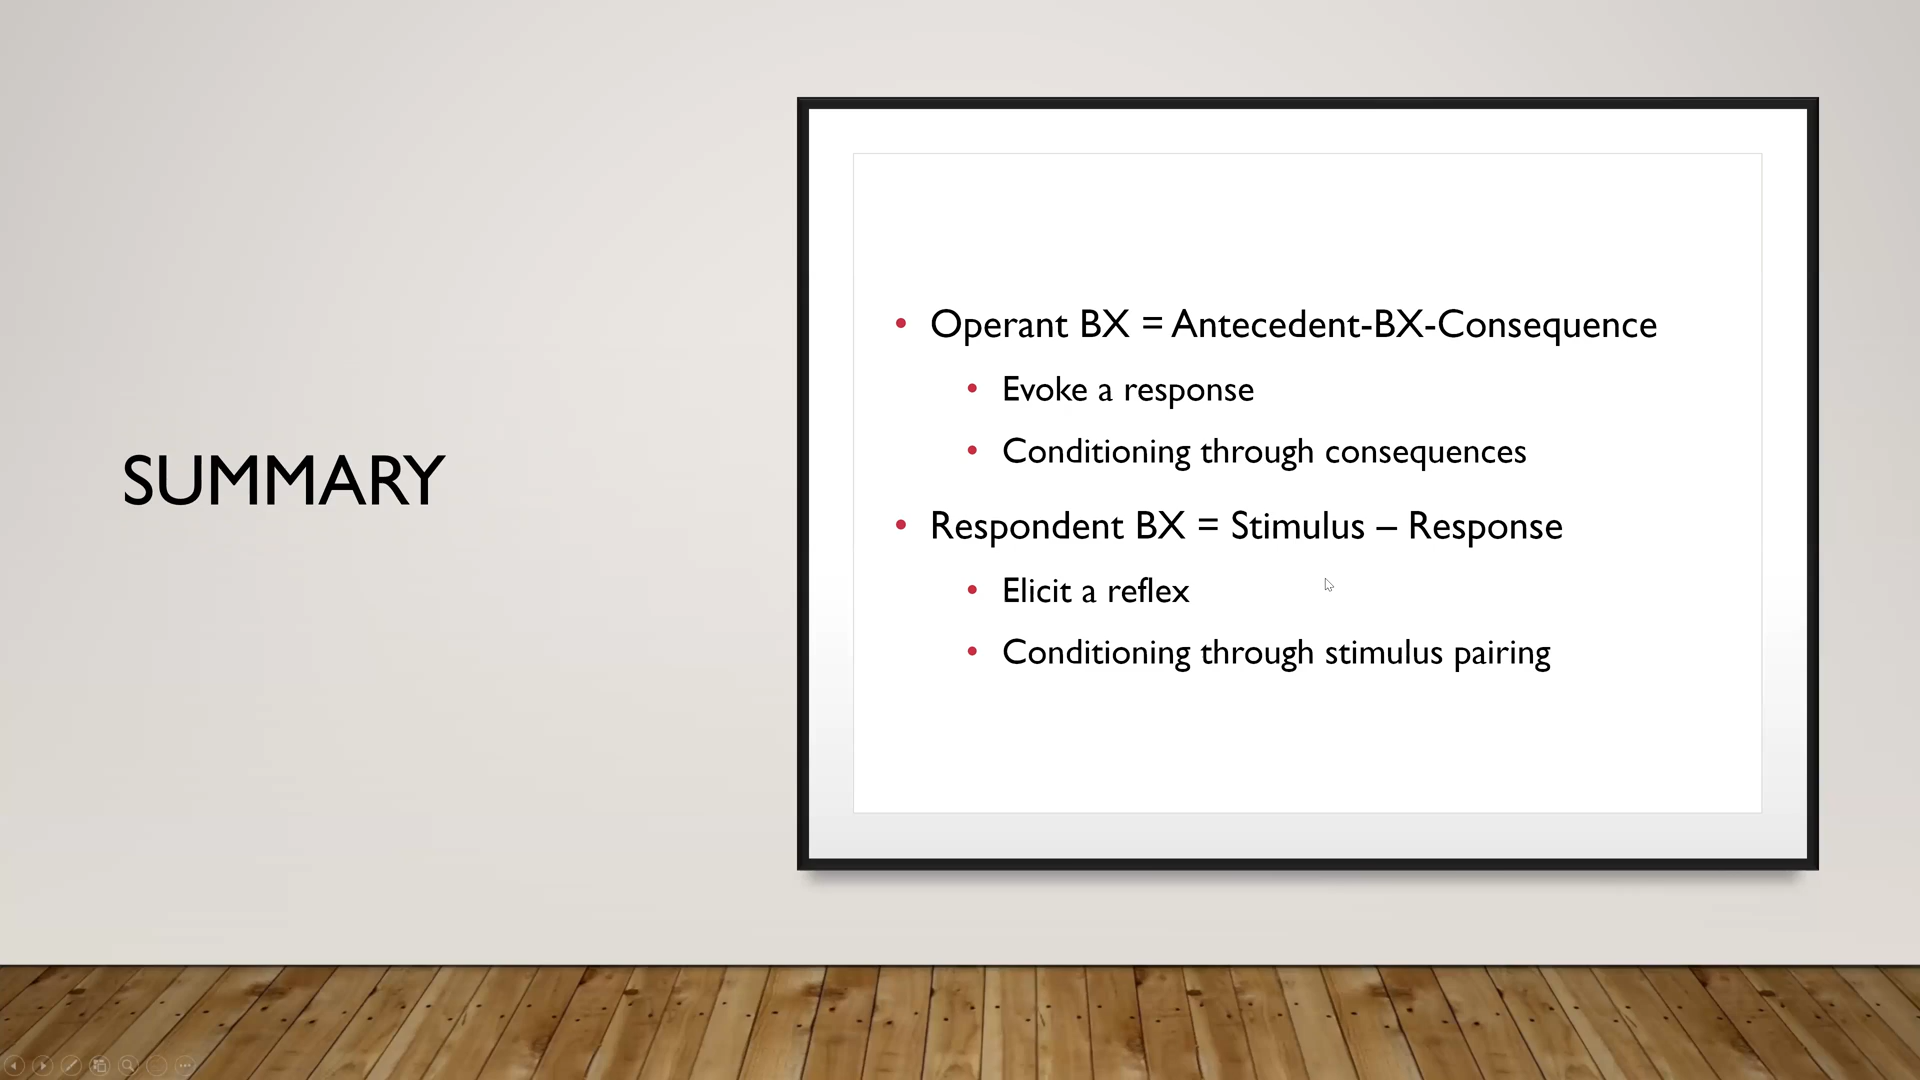 SUMMARY
• Operant BX = Antecedent-BX-Consequence
• Evoke a response
• Conditioning through consequences
• Respondent BX = Stimulus – Response
• Elicit a reflex
• Conditioning through stimulus pairing